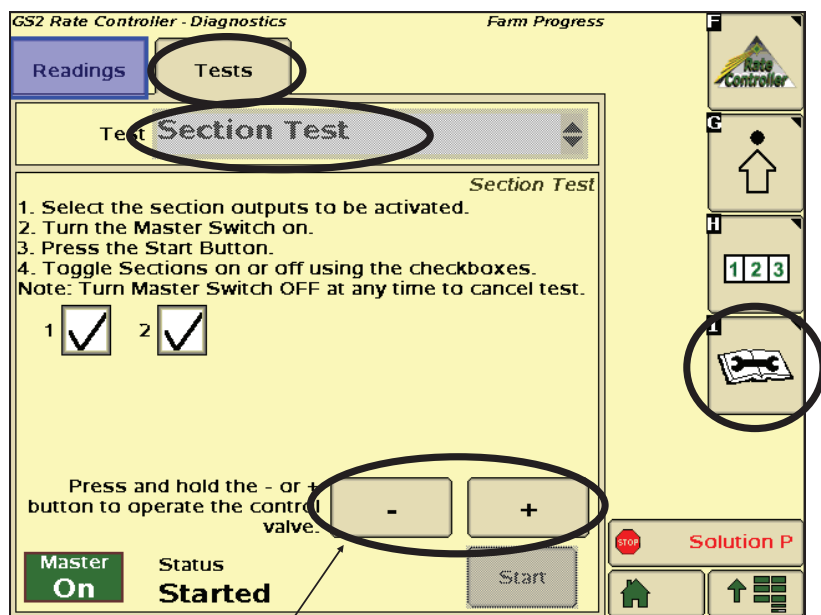 GS2 Rate Controller - Diagnostics
Farm Progress
Readings
Tests
Test Section Test
Section Test
1. Select the section outputs to be activated.
2. Turn the Master Switch on.
3. Press the Start Button.
4. Toggle Sections on or off using the checkboxes.
Note: Turn Master Switch OFF at any time to cancel test.
1
2
Press and hold the - or +
button to operate the control
valve.
-
+
Master
On
Status
Started
Start
F
Rate
Controller
G
H
1 2 3
I
STOP
Solution P